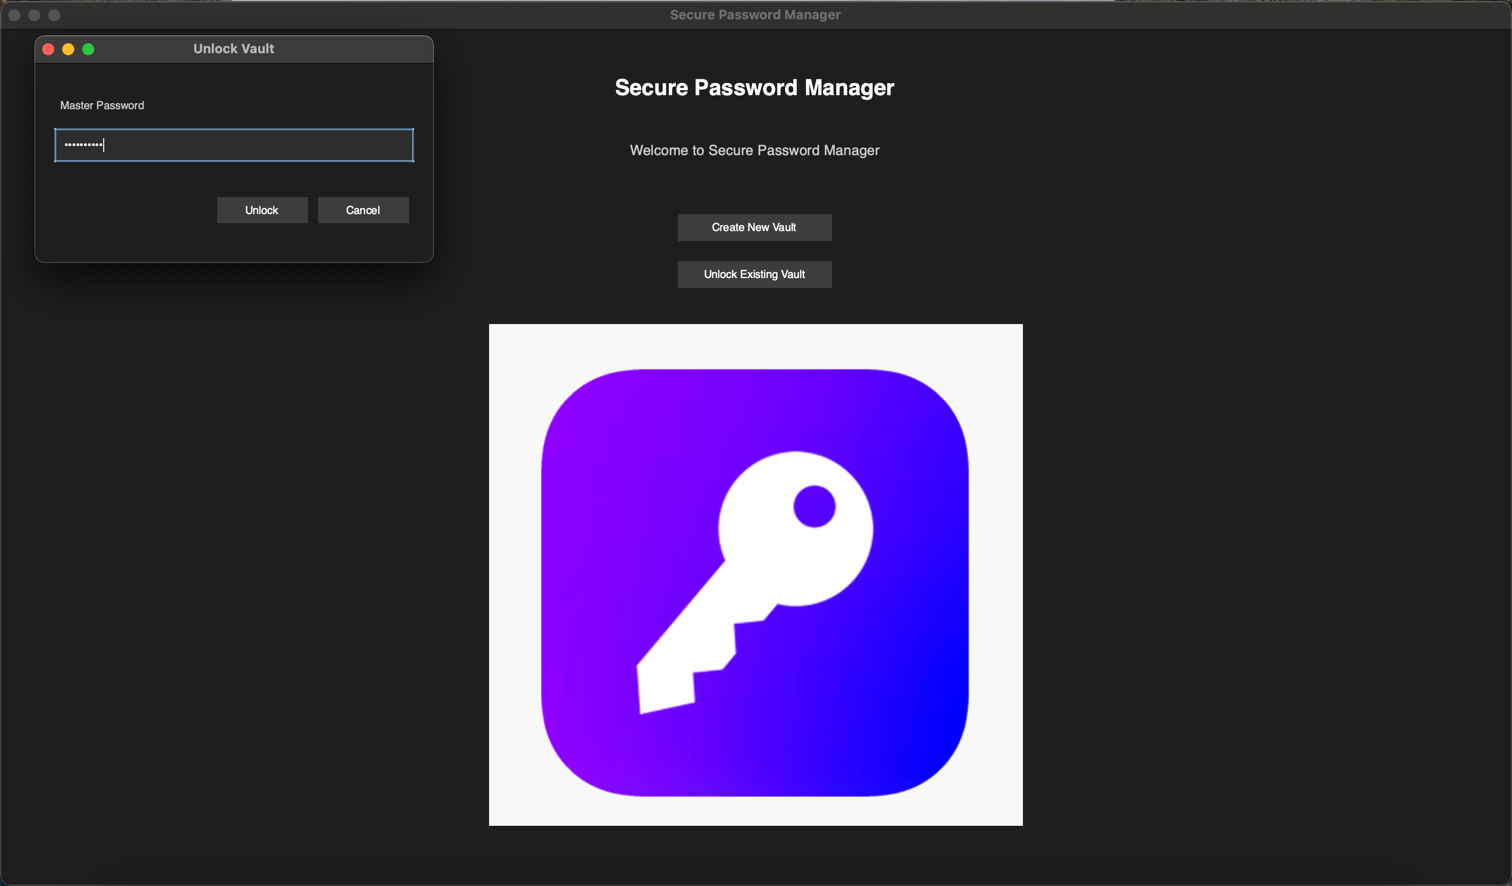 Secure Password Manager
Unlock Vault
Master Password
••••••••••
Unlock
Cancel
Secure Password Manager
Welcome to Secure Password Manager
Create New Vault
Unlock Existing Vault